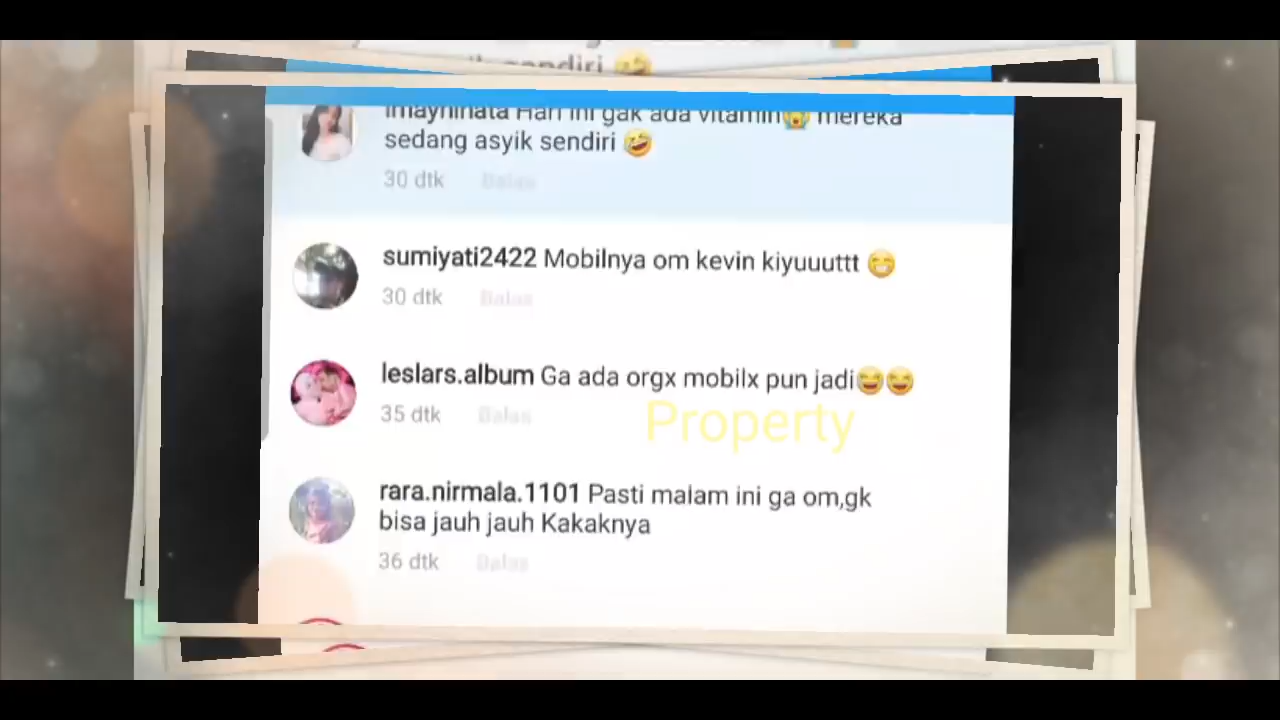 sendiri 🤣
imayhinata Hari ini gak ada vitamin😭 mereka
sedang asyik sendiri 🤣
30 dtk Balas
sumiyati2422 Mobilnya om kevin kiyuuuttt 😁
30 dtk Balas
leslars.album Ga ada orgx mobilx pun jadi😆😆
35 dtk Balas
Property
rara.nirmala.1101 Pasti malam ini ga om,gk
bisa jauh jauh Kakaknya
36 dtk Balas